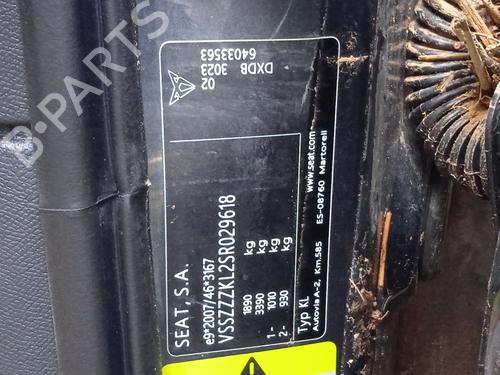 B-PARTS
SEAT, S.A.
e9*2007/46*3167
VSSZZZKL2SR029618
1890 kg
3390 kg
1- 1010 kg
2- 930 kg
Typ KL
Autovía A-2, Km.585 ES-08760 Martorell
www.seat.com
02
DXDB 3023
64033563